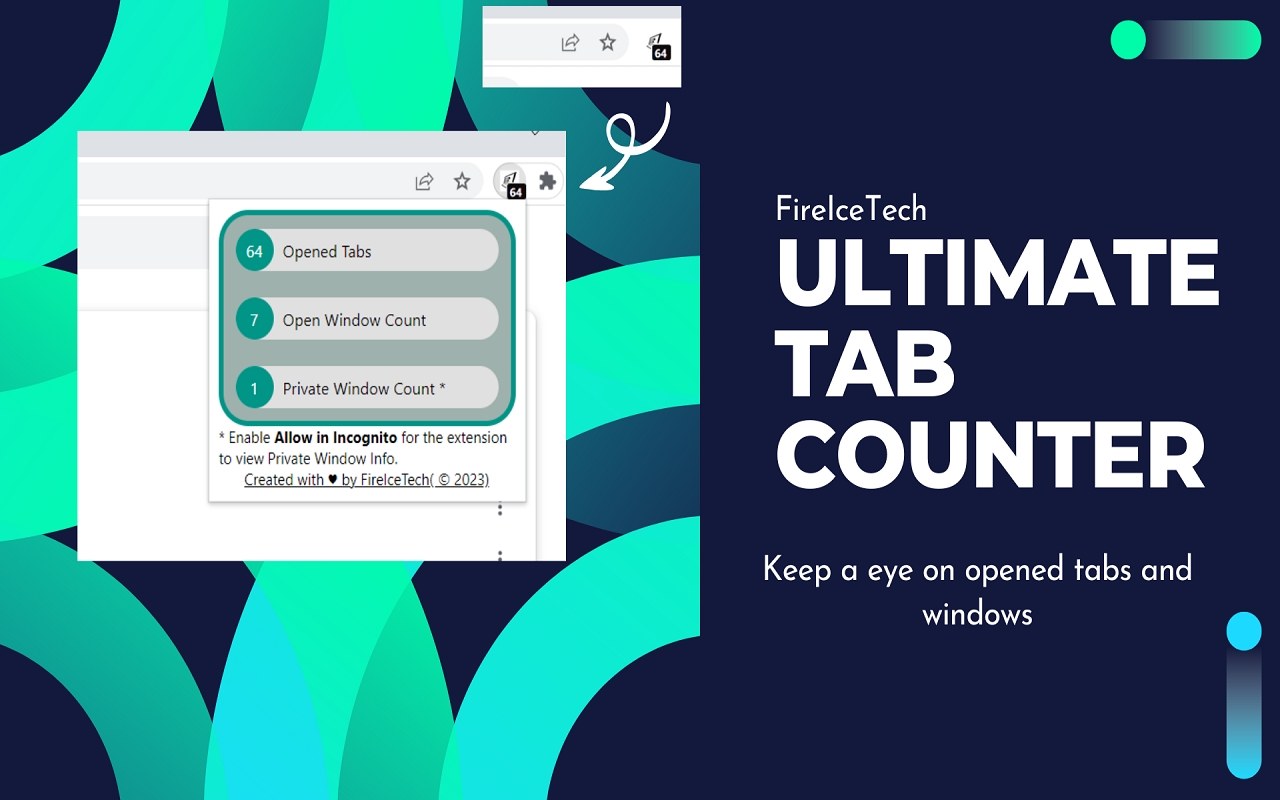 64
64
64 Opened Tabs
7 Open Window Count
1 Private Window Count *
* Enable Allow in Incognito for the extension
to view Private Window Info.
Created with ♥ by FireIceTech( © 2023)
FireIceTech
ULTIMATE
TAB
COUNTER
Keep a eye on opened tabs and
windows